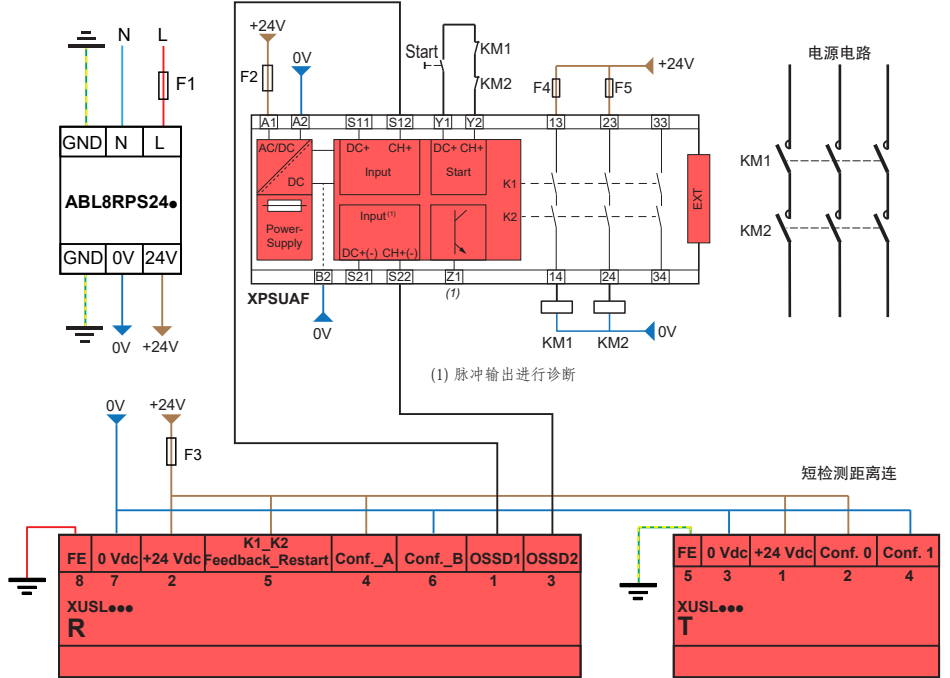 +24V
0V
F2
Start
KM1
KM2
+24V
F4
F5
电源电路
KM1
KM2
N
L
F1
GND N L
ABL8RPS24●
GND 0V 24V
0V
+24V
A1 A2 S11 S12 Y1 Y2 13 23 33
AC/DC
DC
DC+ CH+
Input
DC+ CH+
Start
K1
K2
EXT
Power-
Supply
Input (1)
DC+(-) CH+(-)
B2 S21 S22 Z1 14 24 34
XPSUAF
(1)
0V
KM1
KM2
0V
(1) 脉冲输出进行诊断
0V
+24V
F3
短检测距离连
FE 0 Vdc +24 Vdc K1_K2
Feedback_Restart Conf._A Conf._B OSSD1 OSSD2
8 7 2 5 4 6 1 3
XUSL●●●
R
FE 0 Vdc +24 Vdc Conf. 0 Conf. 1
5 3 1 2 4
XUSL●●●
T